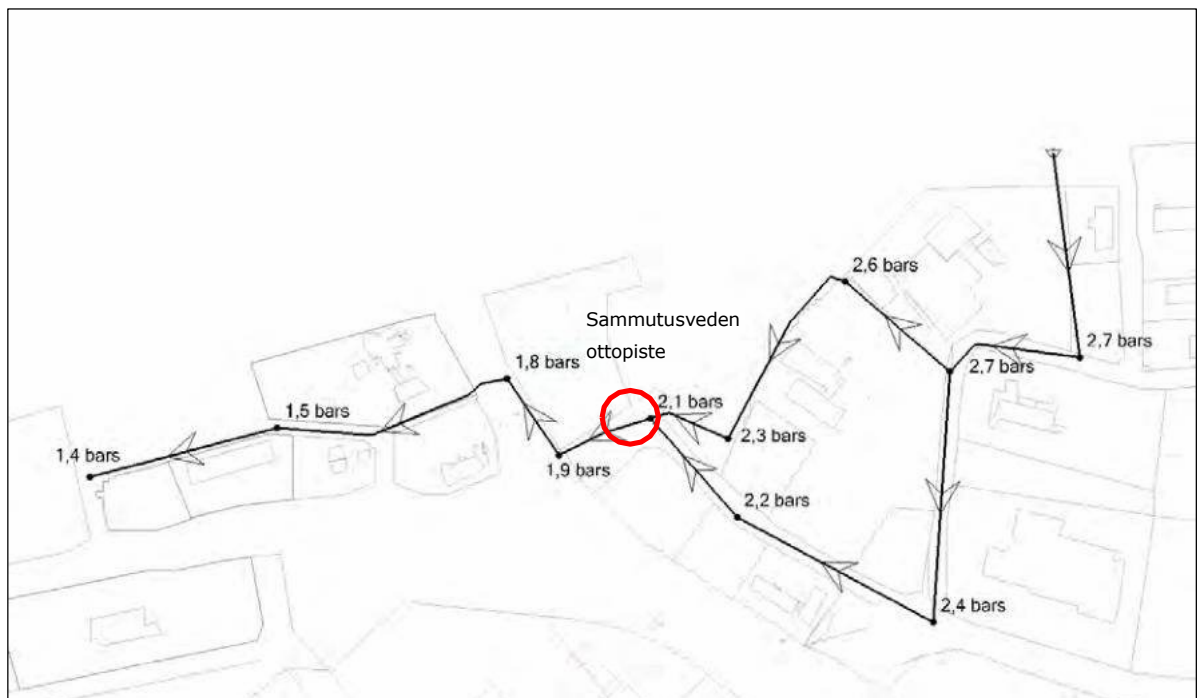 2,6 bars
Sammutusveden
ottopiste
2,7 bars
2,7 bars
1,8 bars
2,1 bars
1,5 bars
2,3 bars
1,4 bars
1,9 bars
2,2 bars
2,4 bars